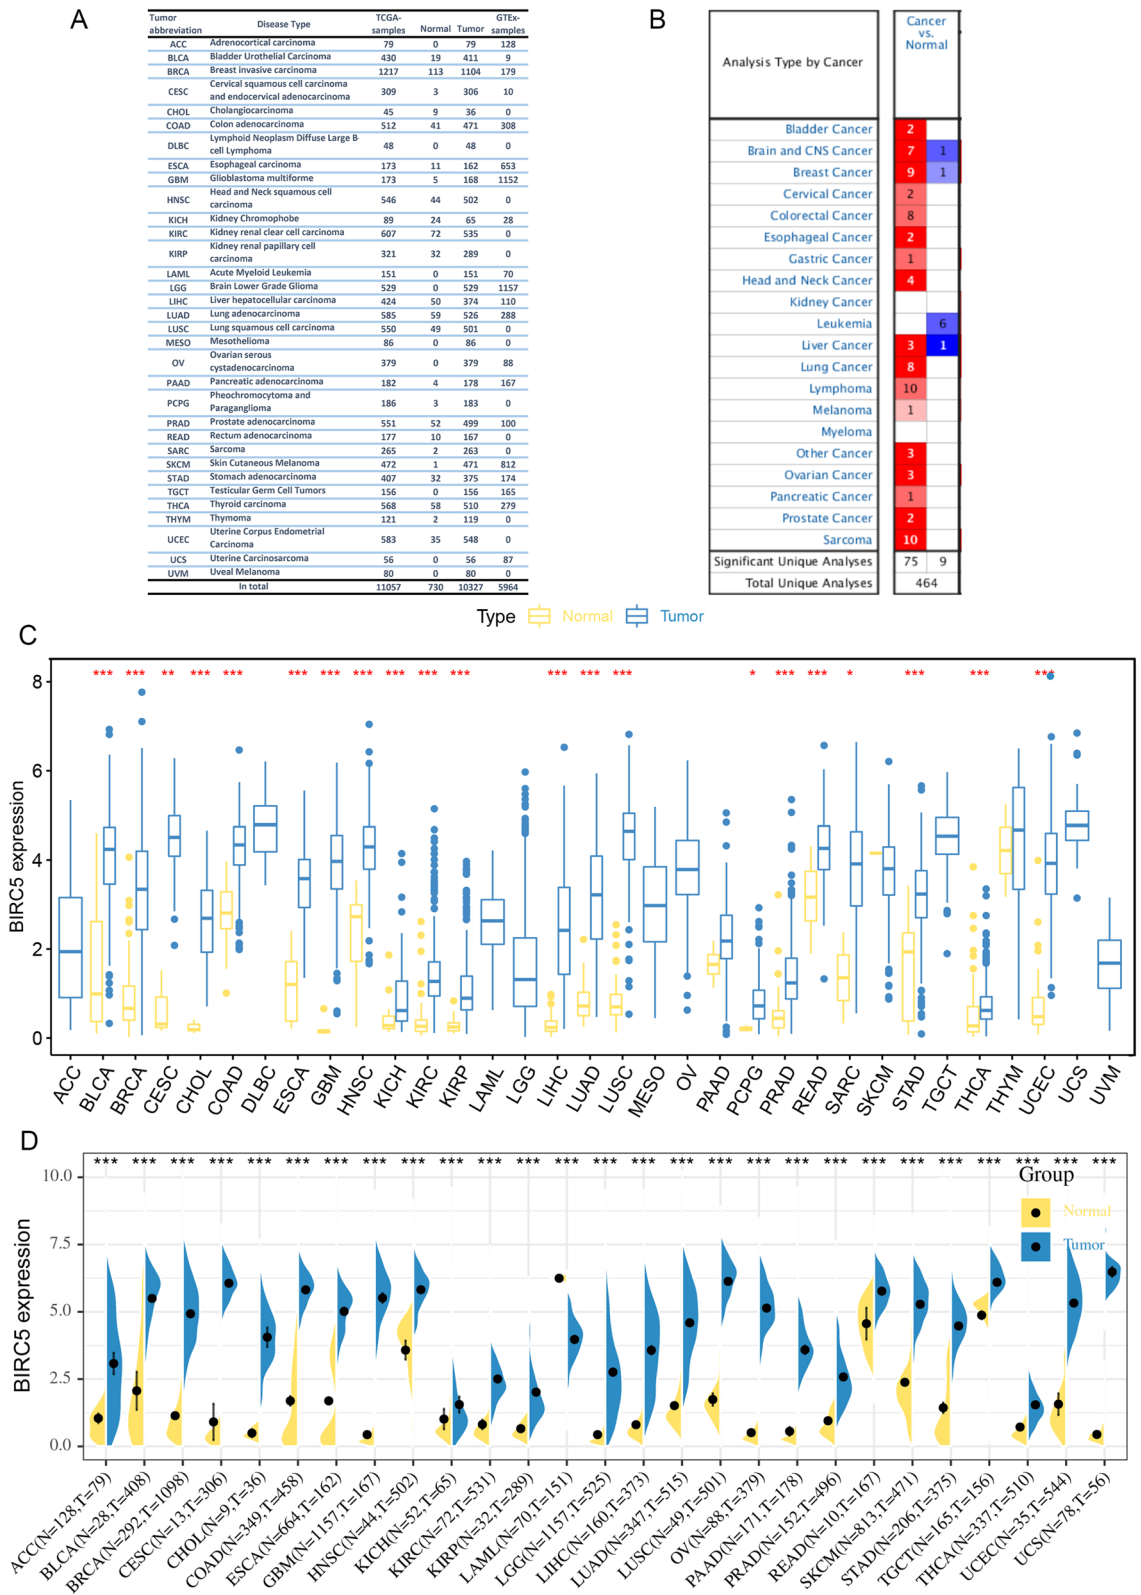 A
Tumor abbreviation Disease Type TCGA-samples Normal Tumor GTEx-samples
ACC Adrenocortical carcinoma 79 0 79 128
BLCA Bladder Urothelial Carcinoma 430 19 411 9
BRCA Breast invasive carcinoma 1217 113 1104 179
CESC Cervical squamous cell carcinoma and endocervical adenocarcinoma 309 3 306 10
CHOL Cholangiocarcinoma 45 9 36 0
COAD Colon adenocarcinoma 512 41 471 308
DLBC Lymphoid Neoplasm Diffuse Large B-cell Lymphoma 48 0 48 0
ESCA Esophageal carcinoma 173 11 162 653
GBM Glioblastoma multiforme 173 5 168 1152
HNSC Head and Neck squamous cell carcinoma 546 44 502 0
KICH Kidney Chromophobe 89 24 65 28
KIRC Kidney renal clear cell carcinoma 607 72 535 0
KIRP Kidney renal papillary cell carcinoma 321 32 289 0
LAML Acute Myeloid Leukemia 151 0 151 70
LGG Brain Lower Grade Glioma 529 0 529 1157
LIHC Liver hepatocellular carcinoma 424 50 374 110
LUAD Lung adenocarcinoma 585 59 526 288
LUSC Lung squamous cell carcinoma 550 49 501 0
MESO Mesothelioma 86 0 86 0
OV Ovarian serous cystadenocarcinoma 379 0 379 88
PAAD Pancreatic adenocarcinoma 182 4 178 167
PCPG Pheochromocytoma and Paraganglioma 186 3 183 0
PRAD Prostate adenocarcinoma 551 52 499 100
READ Rectum adenocarcinoma 177 10 167 0
SARC Sarcoma 265 2 263 0
SKCM Skin Cutaneous Melanoma 472 1 471 812
STAD Stomach adenocarcinoma 407 32 375 174
TGCT Testicular Germ Cell Tumors 156 0 156 165
THCA Thyroid carcinoma 568 58 510 279
THYM Thymoma 121 2 119 0
UCEC Uterine Corpus Endometrial Carcinoma 583 35 548 0
UCS Uterine Carcinosarcoma 56 0 56 87
UVM Uveal Melanoma 80 0 80 0
In total 11057 730 10327 5964
B
Analysis Type by Cancer
Cancer
vs.
Normal
Bladder Cancer 2
Brain and CNS Cancer 7 1
Breast Cancer 9 1
Cervical Cancer 2
Colorectal Cancer 8
Esophageal Cancer 2
Gastric Cancer 1
Head and Neck Cancer 4
Kidney Cancer
Leukemia 6
Liver Cancer 3 1
Lung Cancer 8
Lymphoma 10
Melanoma 1
Myeloma
Other Cancer 3
Ovarian Cancer 3
Pancreatic Cancer 1
Prostate Cancer 2
Sarcoma 10
Significant Unique Analyses 75 9
Total Unique Analyses 464
C
Type Normal Tumor
*** *** ** *** *** *** *** *** *** *** *** *** *** *** * *** *** * *** *** ***
BIRC5 expression
8
6
4
2
0
ACC BLCA BRCA CESC CHOL COAD DLBC ESCA GBM HNSC KICH KIRC KIRP LAML LGG LIHC LUAD LUSC MESO OV PAAD PCPG PRAD READ SARC SKCM STAD TGCT THCA THYM UCEC UCS UVM
D
*** *** *** *** *** *** *** *** *** *** *** *** *** *** *** *** *** *** *** *** *** *** *** *** *** *** ***
Group
Normal
Tumor
BIRC5 expression
10.0
7.5
5.0
2.5
0.0
ACC(N=128,T=79)
BLCA(N=28,T=408)
BRCA(N=292,T=1098)
CESC(N=13,T=306)
CHOL(N=9,T=36)
COAD(N=349,T=458)
ESCA(N=664,T=162)
GBM(N=1157,T=167)
HNSC(N=44,T=502)
KICH(N=52,T=65)
KIRC(N=72,T=531)
KIRP(N=32,T=289)
LAML(N=70,T=151)
LGG(N=1157,T=525)
LIHC(N=160,T=373)
LUAD(N=347,T=515)
LUSC(N=49,T=501)
OV(N=88,T=379)
PAAD(N=171,T=178)
PRAD(N=152,T=496)
READ(N=10,T=167)
SKCM(N=813,T=471)
STAD(N=206,T=375)
TGCT(N=165,T=156)
THCA(N=337,T=510)
UCEC(N=35,T=544)
UCS(N=78,T=56)